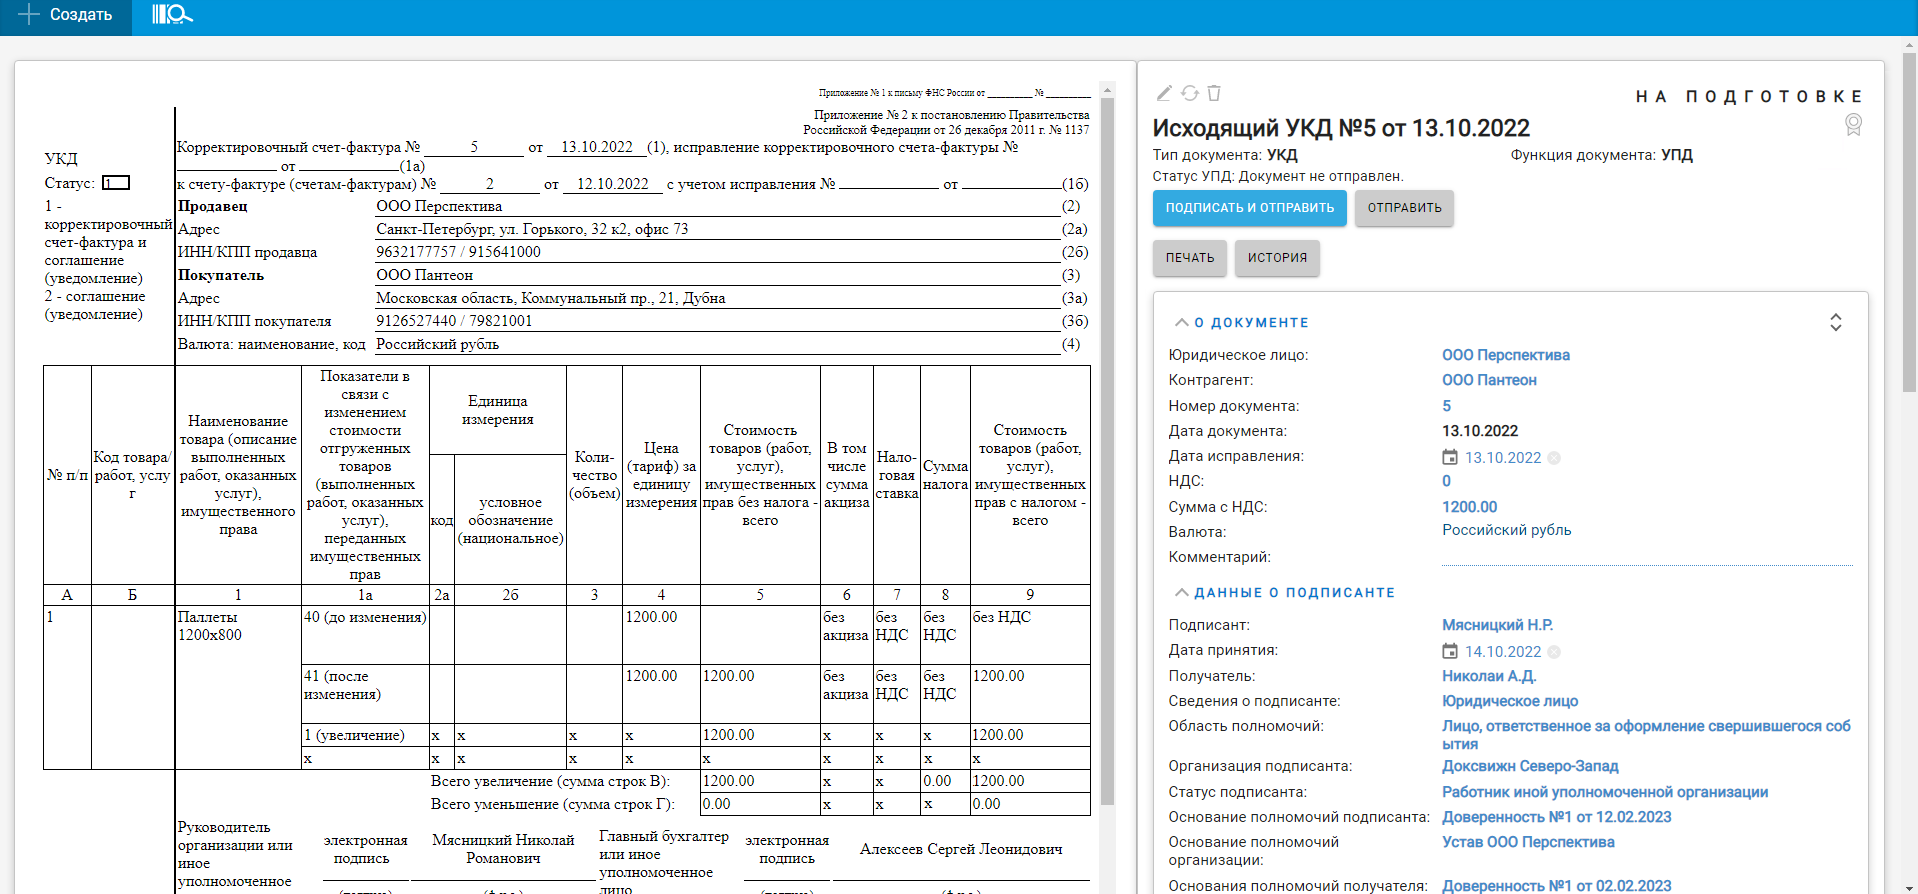 Создать
Приложение № 1 к письму ФНС России от __________ № __________
Приложение № 2 к постановлению Правительства
Российской Федерации от 26 декабря 2011 г. № 1137
УКД
Статус: 1
1 -
корректировочный
счет-фактура и
соглашение
(уведомление)
2 - соглашение
(уведомление)
Корректировочный счет-фактура № 5 от 13.10.2022 (1), исправление корректировочного счета-фактуры №
от (1а)
к счету-фактуре (счетам-фактурам) № 2 от 12.10.2022 с учетом исправления № от (1б)
Продавец ООО Перспектива (2)
Адрес Санкт-Петербург, ул. Горького, 32 к2, офис 73 (2а)
ИНН/КПП продавца 9632177757 / 915641000 (2б)
Покупатель ООО Пантеон (3)
Адрес Московская область, Коммунальный пр., 21, Дубна (3а)
ИНН/КПП покупателя 9126527440 / 79821001 (3б)
Валюта: наименование, код Российский рубль (4)
№ п/п
Код товара/
работ, услу
г
Наименование
товара (описание
выполненных
работ, оказанных
услуг),
имущественного
права
Показатели в
связи с
изменением
стоимости
отгруженных
товаров
(выполненных
работ, оказанных
услуг),
переданных
имущественных
прав
Единица
измерения
код
условное
обозначение
(национальное)
Коли-
чество
(объем)
Цена
(тариф) за
единицу
измерения
Стоимость
товаров (работ,
услуг),
имущественных
прав без налога -
всего
В том
числе
сумма
акциза
Нало-
говая
ставка
Сумма
налога
Стоимость
товаров (работ,
услуг),
имущественных
прав с налогом -
всего
А Б 1 1а 2а 2б 3 4 5 6 7 8 9
1
Паллеты
1200х800
40 (до изменения) 1200.00 без акциза без НДС без НДС без НДС
41 (после изменения) 1200.00 1200.00 без акциза без НДС без НДС 1200.00
1 (увеличение) х х х х 1200.00 х х х 1200.00
х х х х х х х х х х
Всего увеличение (сумма строк В): 1200.00 х х 0.00 1200.00
Всего уменьшение (сумма строк Г): 0.00 х х х 0.00
Руководитель
организации или
иное
уполномоченное
электронная
подпись
Мясницкий Николай
Романович
Главный бухгалтер
или иное
уполномоченное
лицо
электронная
подпись
Алексеев Сергей Леонидович
НА ПОДГОТОВКЕ
Исходящий УКД №5 от 13.10.2022
Тип документа: УКД Функция документа: УПД
Статус УПД: Документ не отправлен.
ПОДПИСАТЬ И ОТПРАВИТЬ ОТПРАВИТЬ
ПЕЧАТЬ ИСТОРИЯ
О ДОКУМЕНТЕ
Юридическое лицо: ООО Перспектива
Контрагент: ООО Пантеон
Номер документа: 5
Дата документа: 13.10.2022
Дата исправления: 13.10.2022
НДС: 0
Сумма с НДС: 1200.00
Валюта: Российский рубль
Комментарий:
ДАННЫЕ О ПОДПИСАНТЕ
Подписант: Мясницкий Н.Р.
Дата принятия: 14.10.2022
Получатель: Николаи А.Д.
Сведения о подписанте: Юридическое лицо
Область полномочий: Лицо, ответственное за оформление свершившегося соб
ытия
Организация подписанта: Доксвижн Северо-Запад
Статус подписанта: Работник иной уполномоченной организации
Основание полномочий подписанта: Доверенность №1 от 12.02.2023
Основание полномочий Устав ООО Перспектива
организации:
Основания полномочий получателя: Доверенность №1 от 02.02.2023